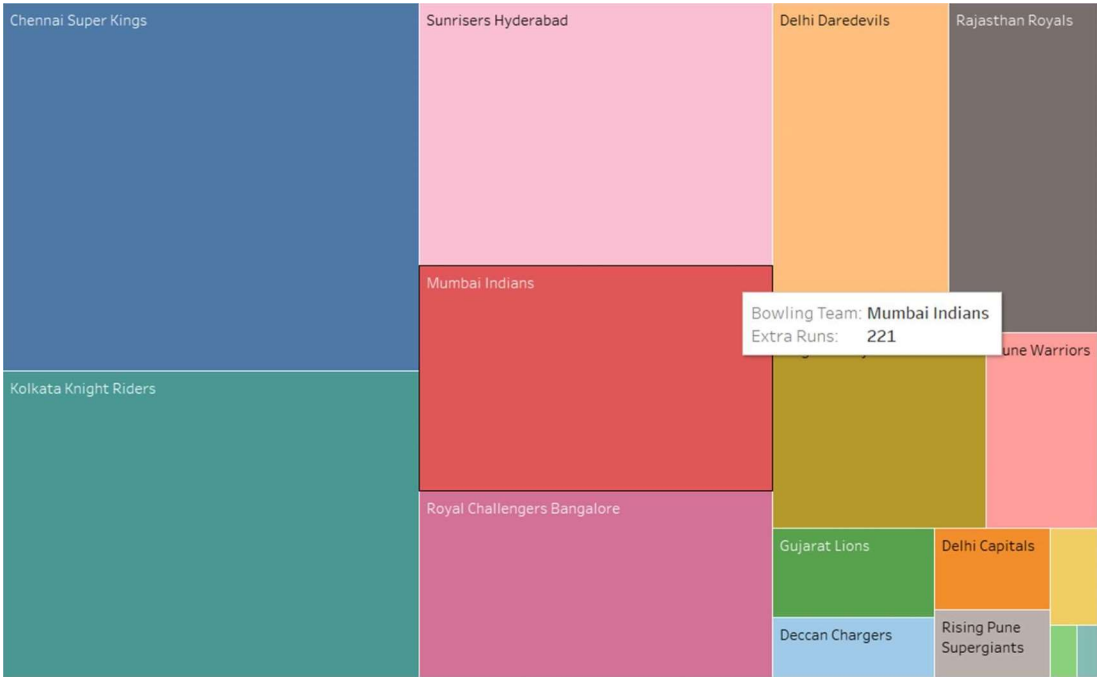 Chennai Super Kings
Sunrisers Hyderabad
Delhi Daredevils
Rajasthan Royals
Mumbai Indians
Bowling Team: Mumbai Indians
Extra Runs: 221
Warriors
Kolkata Knight Riders
Royal Challengers Bangalore
Gujarat Lions
Delhi Capitals
Deccan Chargers
Rising Pune
Supergiants